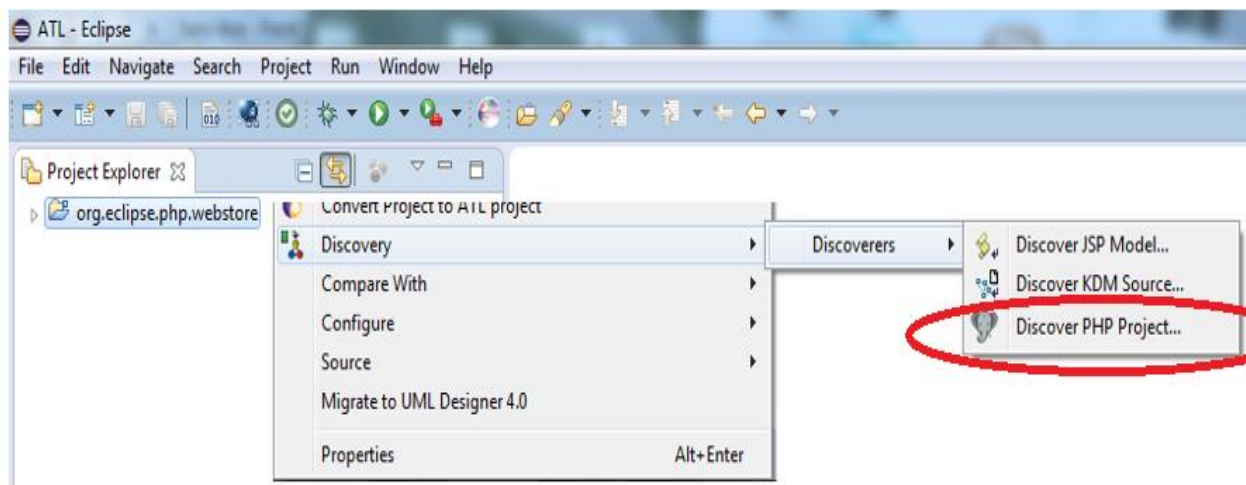 ATL - Eclipse
File Edit Navigate Search Project Run Window Help
010
Project Explorer
org.eclipse.php.webstore
Convert Project to ATL project
Discovery
Discoverers
Discover JSP Model...
Compare With
Discover KDM Source...
Configure
Discover PHP Project...
Source
Migrate to UML Designer 4.0
Properties Alt+Enter